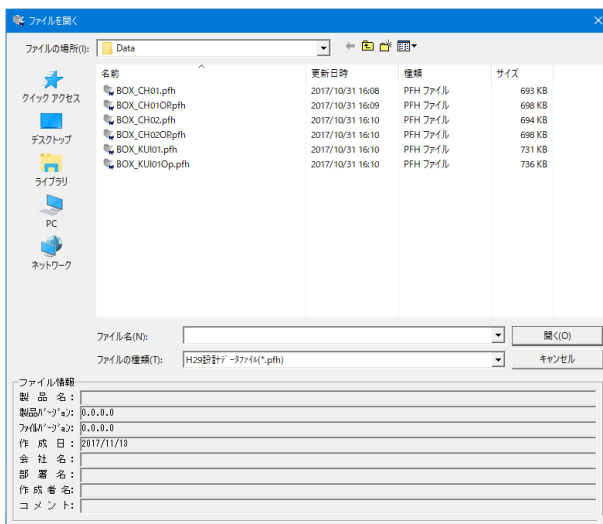 ファイルを開く
ファイルの場所(I): Data
名前 更新日時 種類 サイズ
BOX_CH01.pfh 2017/10/31 16:08 PFH ファイル 693 KB
BOX_CH01OP.pfh 2017/10/31 16:09 PFH ファイル 698 KB
BOX_CH02.pfh 2017/10/31 16:10 PFH ファイル 694 KB
BOX_CH02OP.pfh 2017/10/31 16:10 PFH ファイル 698 KB
BOX_KUI01.pfh 2017/10/31 16:10 PFH ファイル 731 KB
BOX_KUI01Op.pfh 2017/10/31 16:10 PFH ファイル 736 KB
クイック アクセス
デスクトップ
ライブラリ
PC
ネットワーク
ファイル名(N): 開く(O)
ファイルの種類(T): H29設計ﾃﾞｰﾀﾌｧｲﾙ(*.pfh) キャンセル
ファイル情報
製 品 名:
製品ﾊﾞｰｼﾞｮﾝ: 0.0.0.0
ﾌｧｲﾙﾊﾞｰｼﾞｮﾝ: 0.0.0.0
作 成 日: 2017/11/13
会 社 名:
部 署 名:
作 成 者 名:
コ メ ン ト: